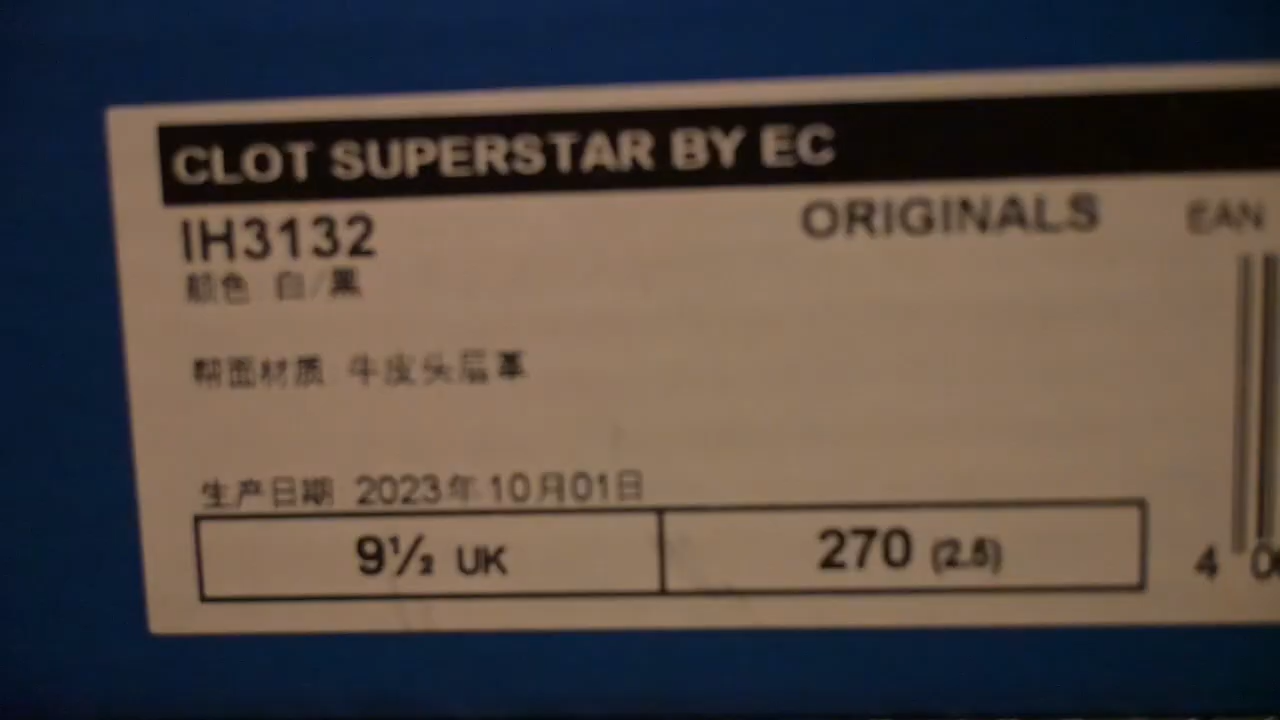 CLOT SUPERSTAR BY EC
IH3132
ORIGINALS
EAN
颜色 白/黑
帮面材质 牛皮头层革
生产日期 2023年10月01日
9½ UK
270 (2.5)
4 0